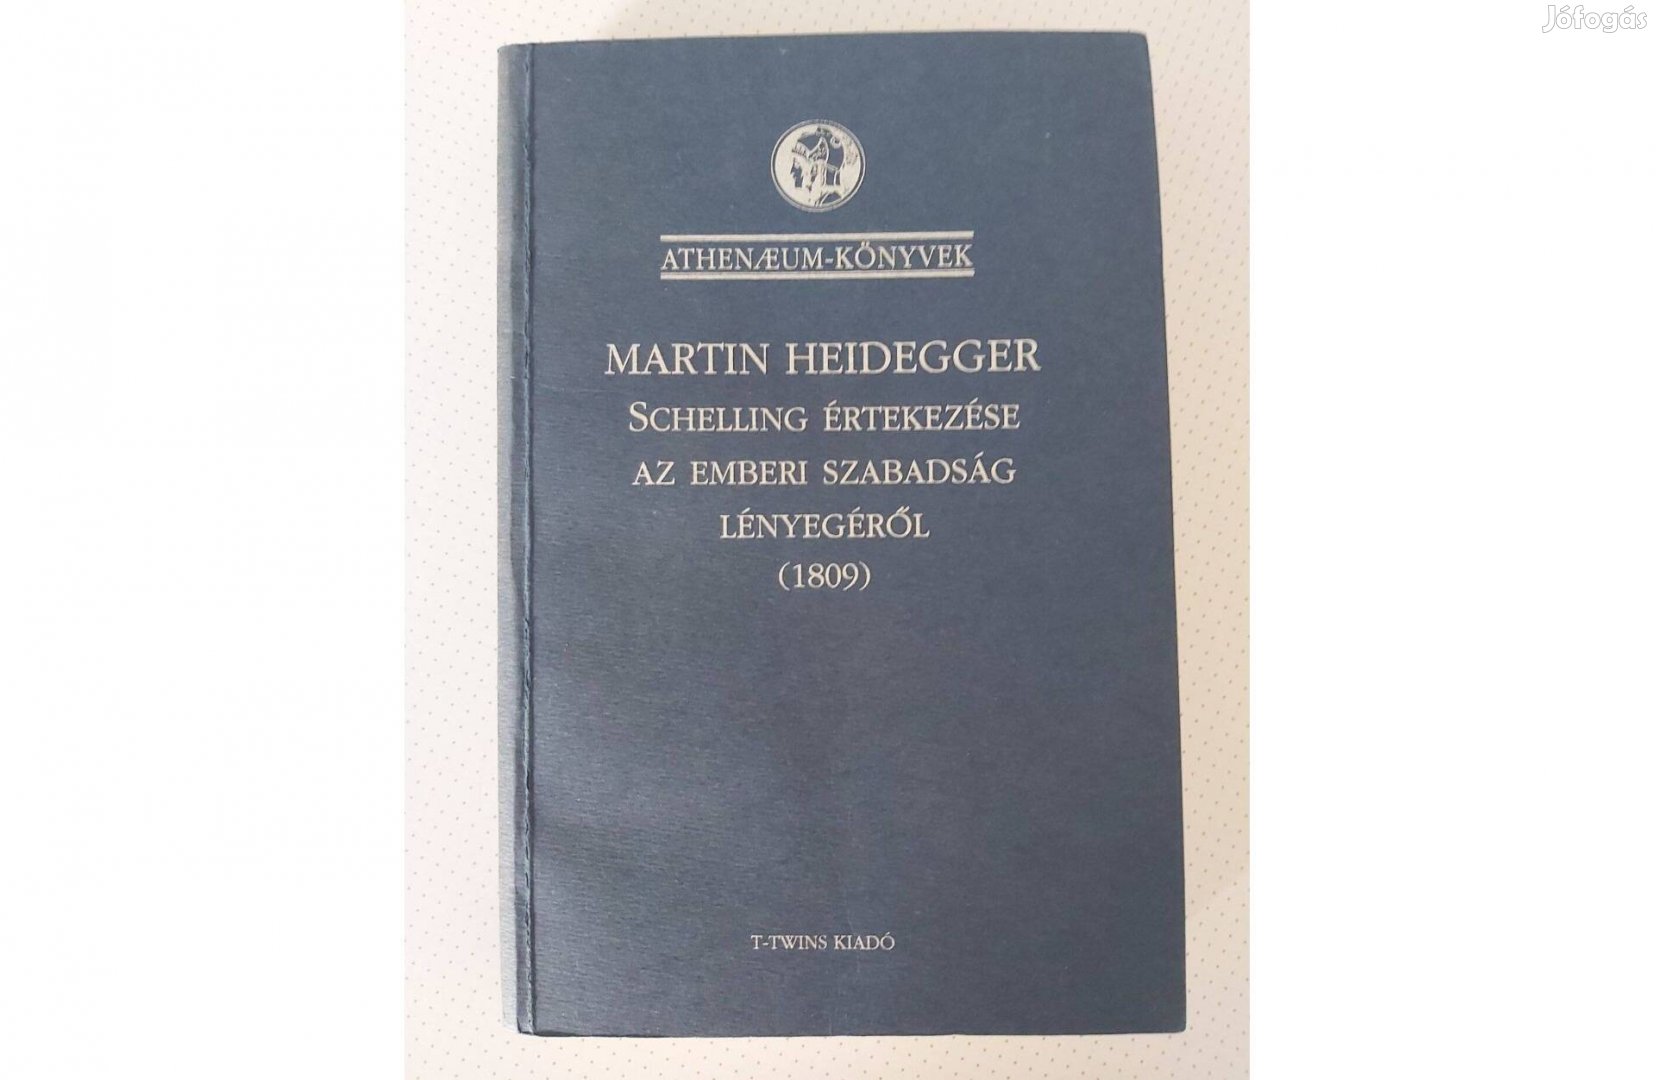 Jófogás
ATHENÆUM-KÖNYVEK
MARTIN HEIDEGGER
SCHELLING ÉRTEKEZÉSE
AZ EMBERI SZABADSÁG
LÉNYEGÉRŐL
(1809)
T-TWINS KIADÓ